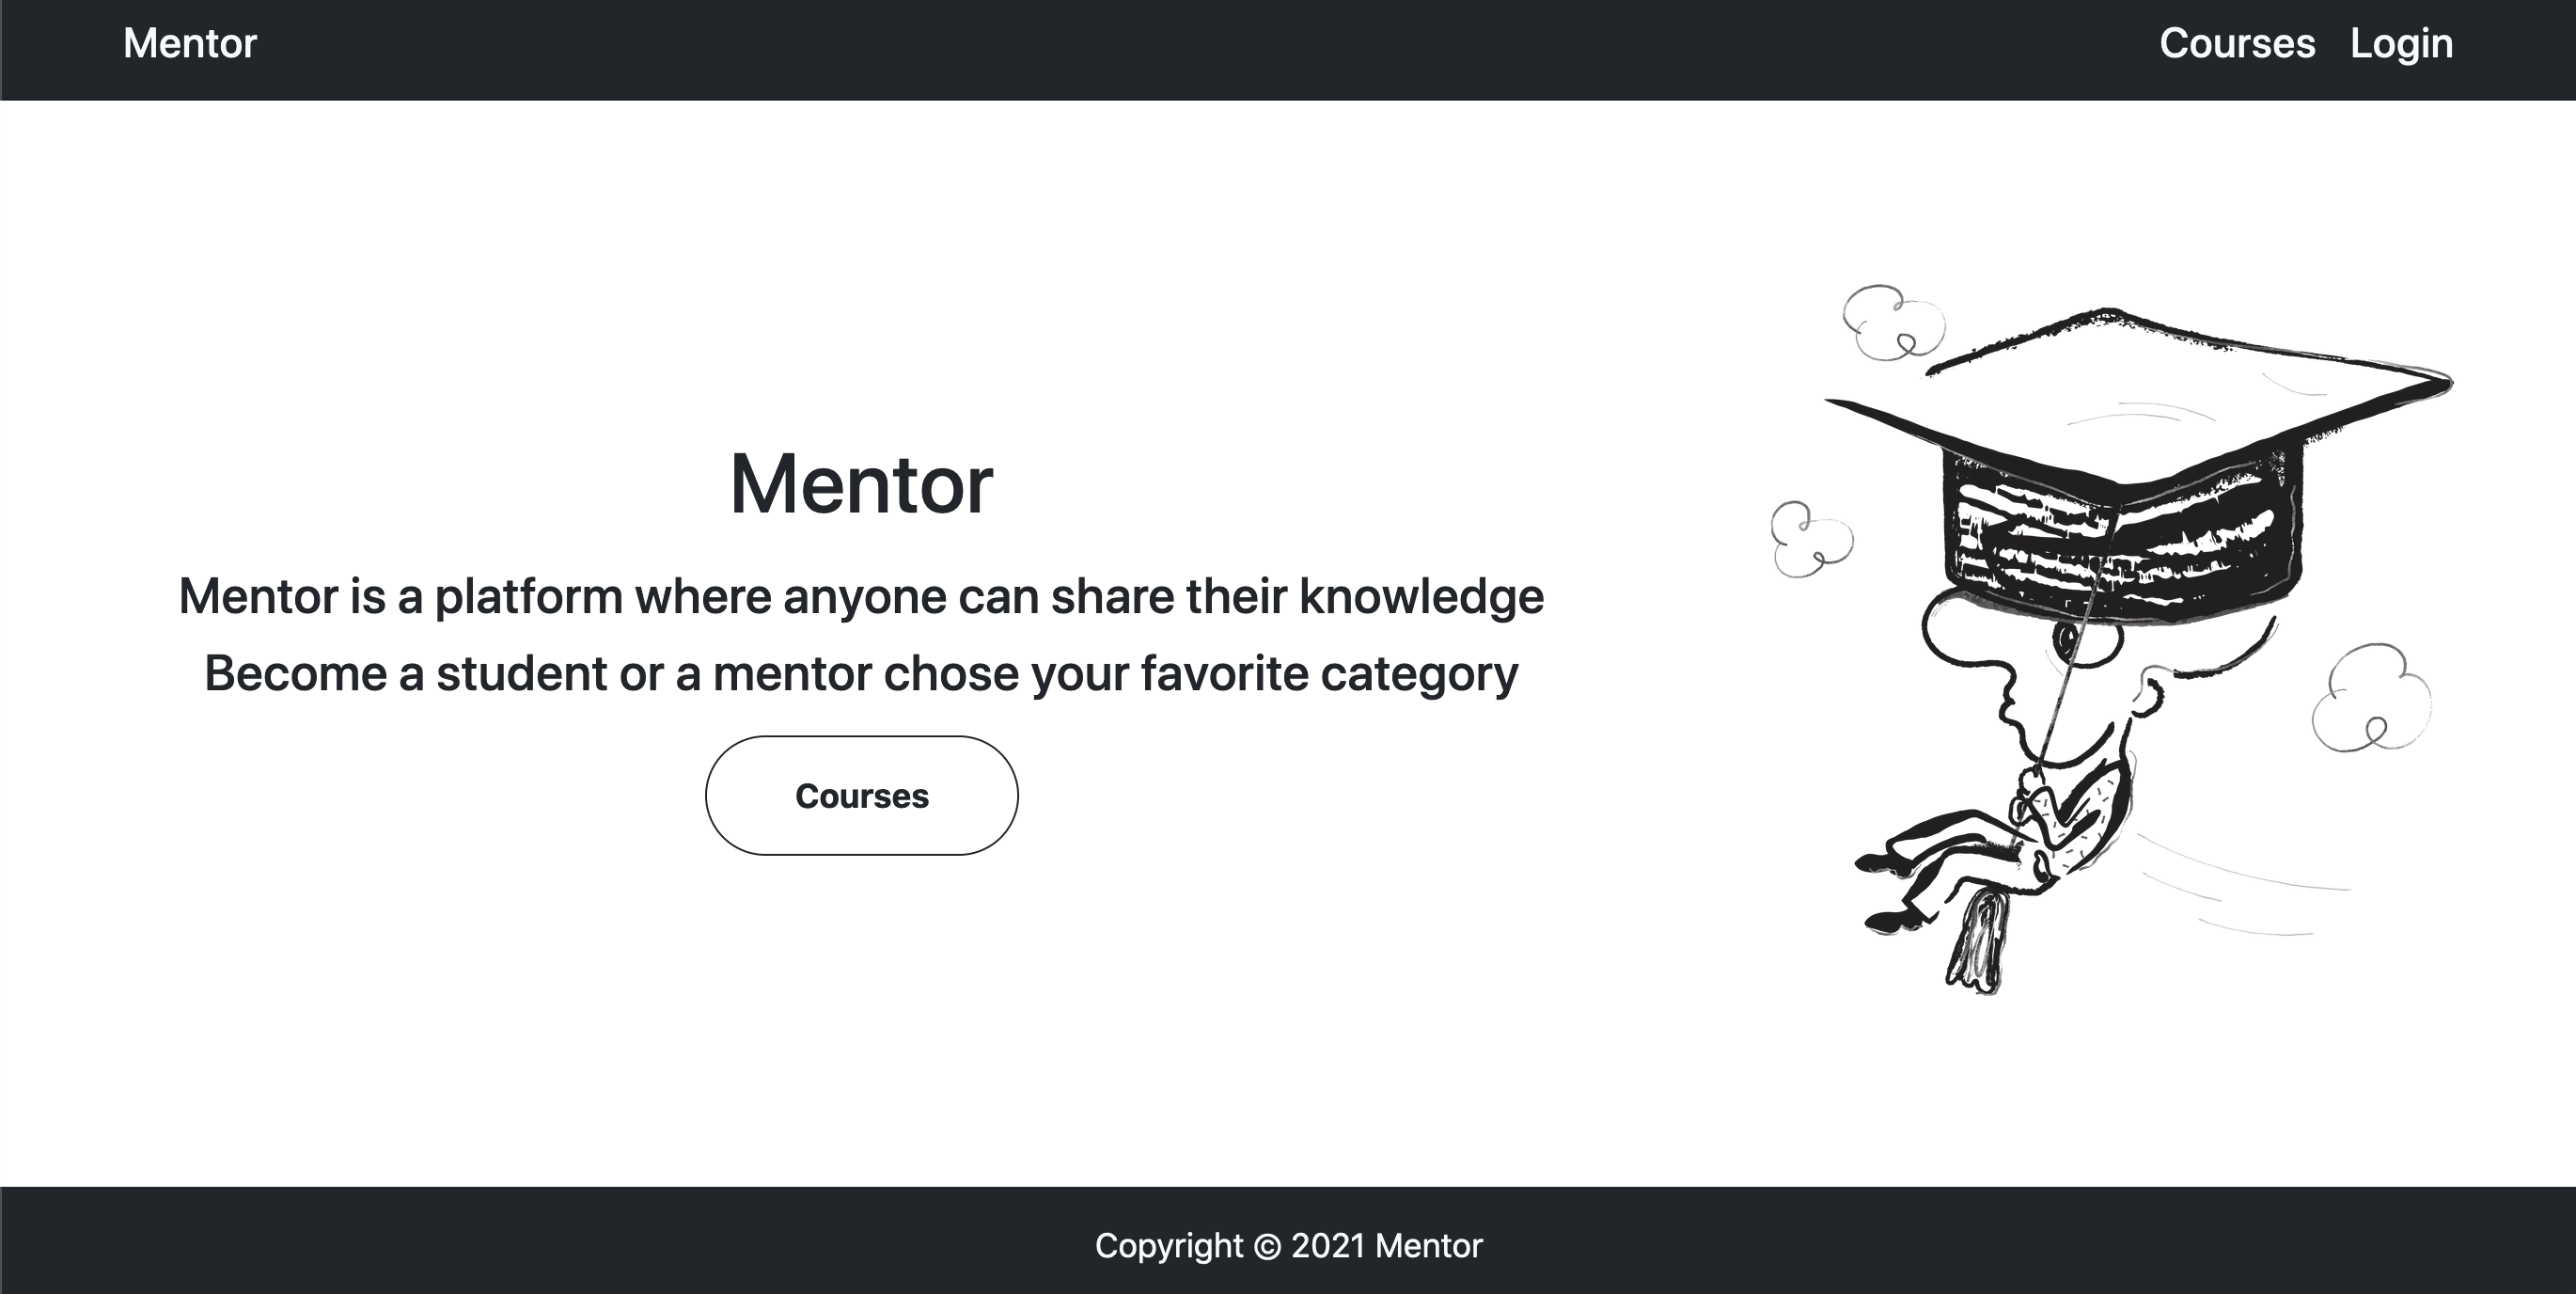 Mentor
Courses Login
Mentor
Mentor is a platform where anyone can share their knowledge
Become a student or a mentor chose your favorite category
Courses
Copyright © 2021 Mentor